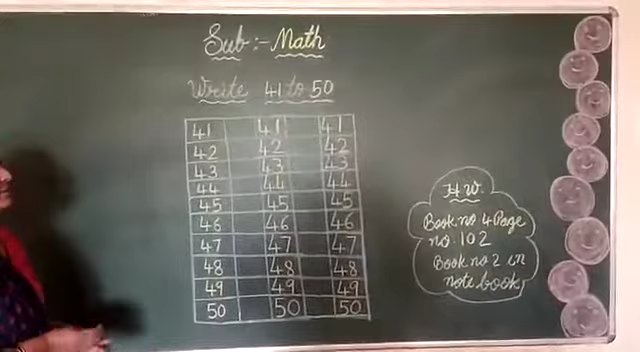 Sub :- Math
Write 41 to 50
41 41 41
42 42 42
43 43 43
44 44 44
45 45 45
46 46 46
47 47 47
48 48 48
49 49 49
50 50 50
H.W.
Book no 4 Page
no. 102
Book no 2 in
note book